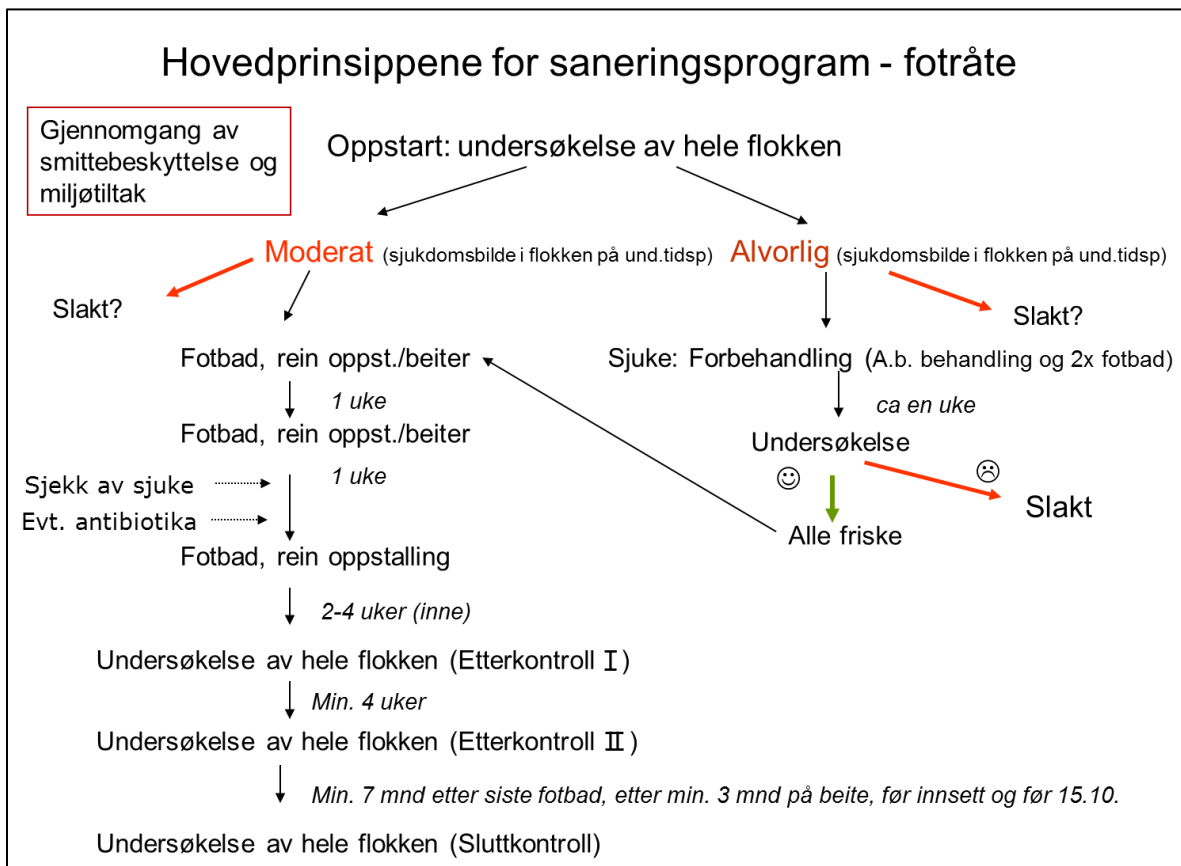 Hovedprinsippene for saneringsprogram - fotråte
Gjennomgang av
smittebeskyttelse og
miljøtiltak
Oppstart: undersøkelse av hele flokken
Moderat (sjukdomsbilde i flokken på und.tidsp)
Alvorlig (sjukdomsbilde i flokken på und.tidsp)
Slakt?
Slakt?
Fotbad, rein oppst./beiter
Sjuke: Forbehandling (A.b. behandling og 2x fotbad)
1 uke
ca en uke
Fotbad, rein oppst./beiter
Undersøkelse
1 uke
Sjekk av sjuke
Evt. antibiotika
Slakt
Alle friske
Fotbad, rein oppstalling
2-4 uker (inne)
Undersøkelse av hele flokken (Etterkontroll I)
Min. 4 uker
Undersøkelse av hele flokken (Etterkontroll II)
Min. 7 mnd etter siste fotbad, etter min. 3 mnd på beite, før innsett og før 15.10.
Undersøkelse av hele flokken (Sluttkontroll)